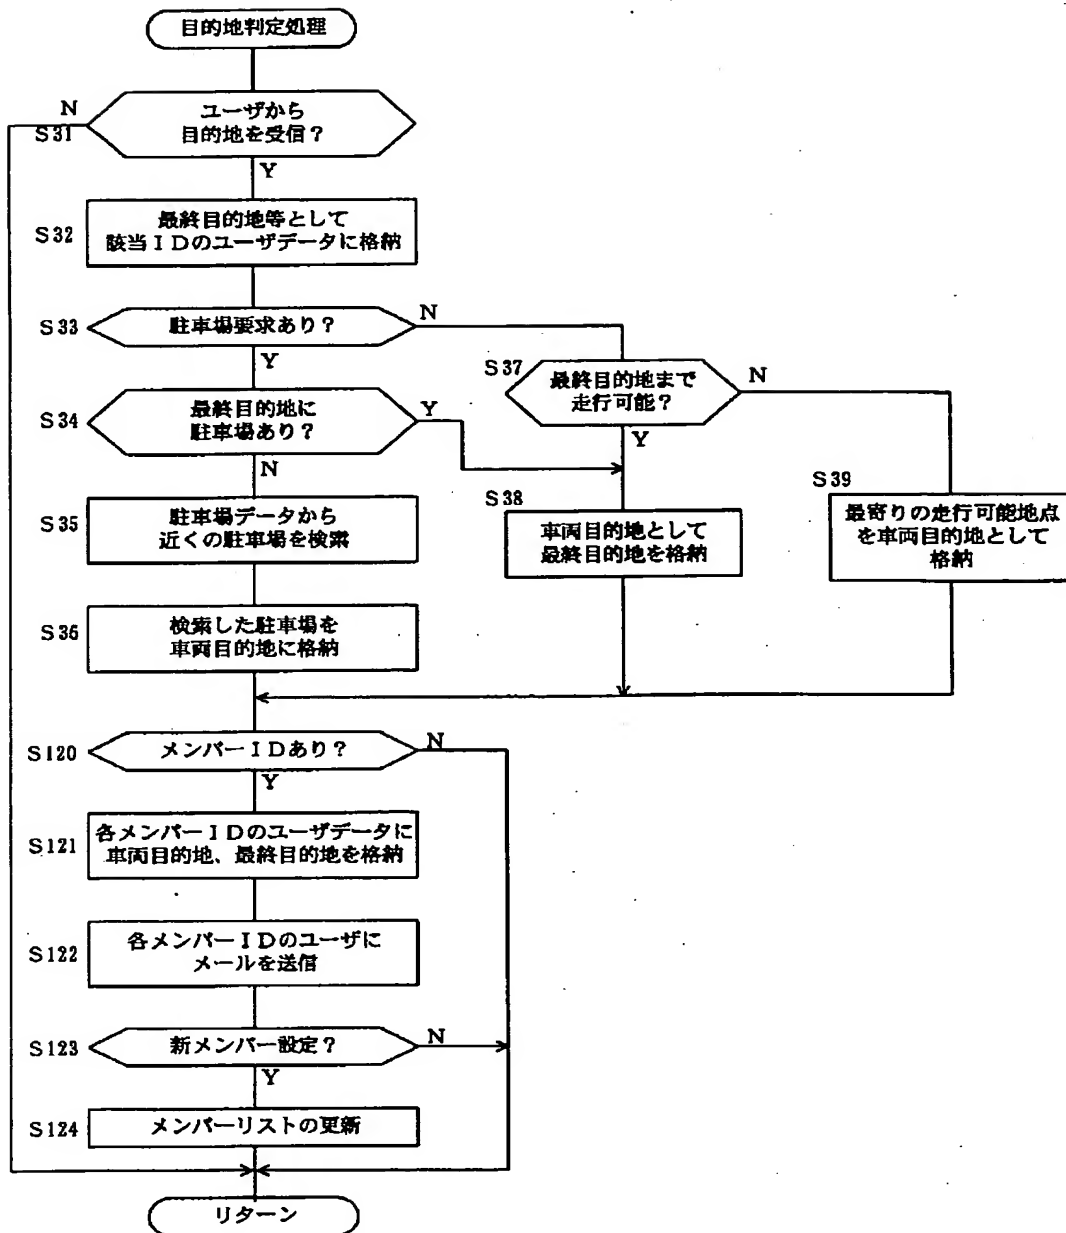 目的地判定処理
N
S31
ユーザから
目的地を受信？
Y
S32
最終目的地等として
該当ＩＤのユーザデータに格納
S33
駐車場要求あり？
N
Y
S37
最終目的地まで
走行可能？
N
Y
S34
最終目的地に
駐車場あり？
Y
N
S35
駐車場データから
近くの駐車場を検索
S38
車両目的地として
最終目的地を格納
S39
最寄りの走行可能地点
を車両目的地として
格納
S36
検索した駐車場を
車両目的地に格納
S120
メンバーＩＤあり？
N
Y
S121
各メンバーＩＤのユーザデータに
車両目的地、最終目的地を格納
S122
各メンバーＩＤのユーザに
メールを送信
S123
新メンバー設定？
N
Y
S124
メンバーリストの更新
リターン